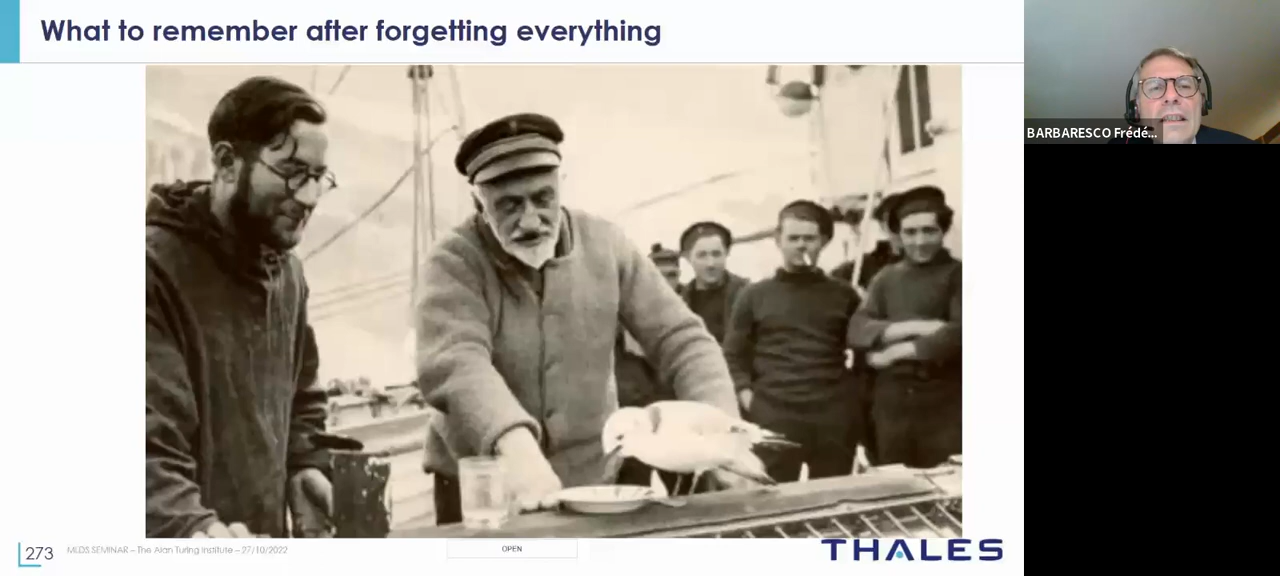 What to remember after forgetting everything
BARBARESCO Frédé...
273
MLDS SEMINAR – The Alan Turing Institute – 27/10/2022
OPEN
THALES